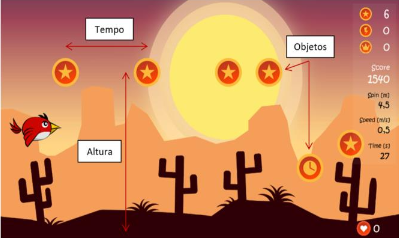 Tempo
Objetos
Altura
6
0
0
Score
1540
Spin (m)
4.5
Speed (m/s)
0.5
Time (s)
27
0